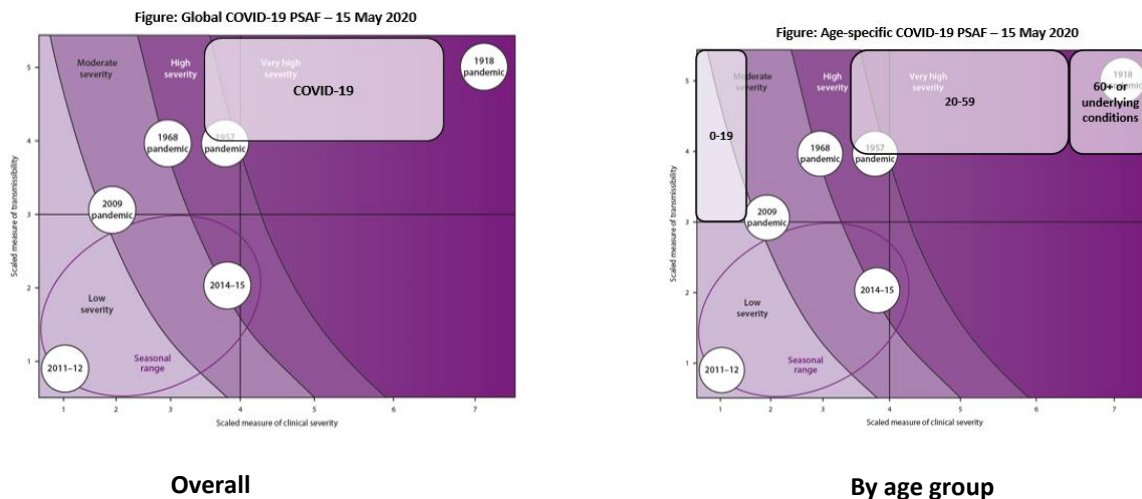 Figure: Global COVID-19 PSAF – 15 May 2020
Scaled measure of transmissibility
5
4
3
2
1
Moderate
severity
High
severity
Very high
severity
COVID-19
1918
pandemic
1968
pandemic
1957
pandemic
2009
pandemic
2014–15
Low
severity
Seasonal
range
2011–12
1
2
3
4
5
6
7
Scaled measure of clinical severity
Overall
Figure: Age-specific COVID-19 PSAF – 15 May 2020
Scaled measure of transmissibility
5
4
3
2
1
Moderate
severity
High
severity
Very high
severity
0-19
20-59
1918
pandemic
60+ or
underlying
conditions
1968
pandemic
1957
pandemic
2009
pandemic
2014–15
Low
severity
Seasonal
range
2011–12
1
2
3
4
5
6
7
Scaled measure of clinical severity
By age group